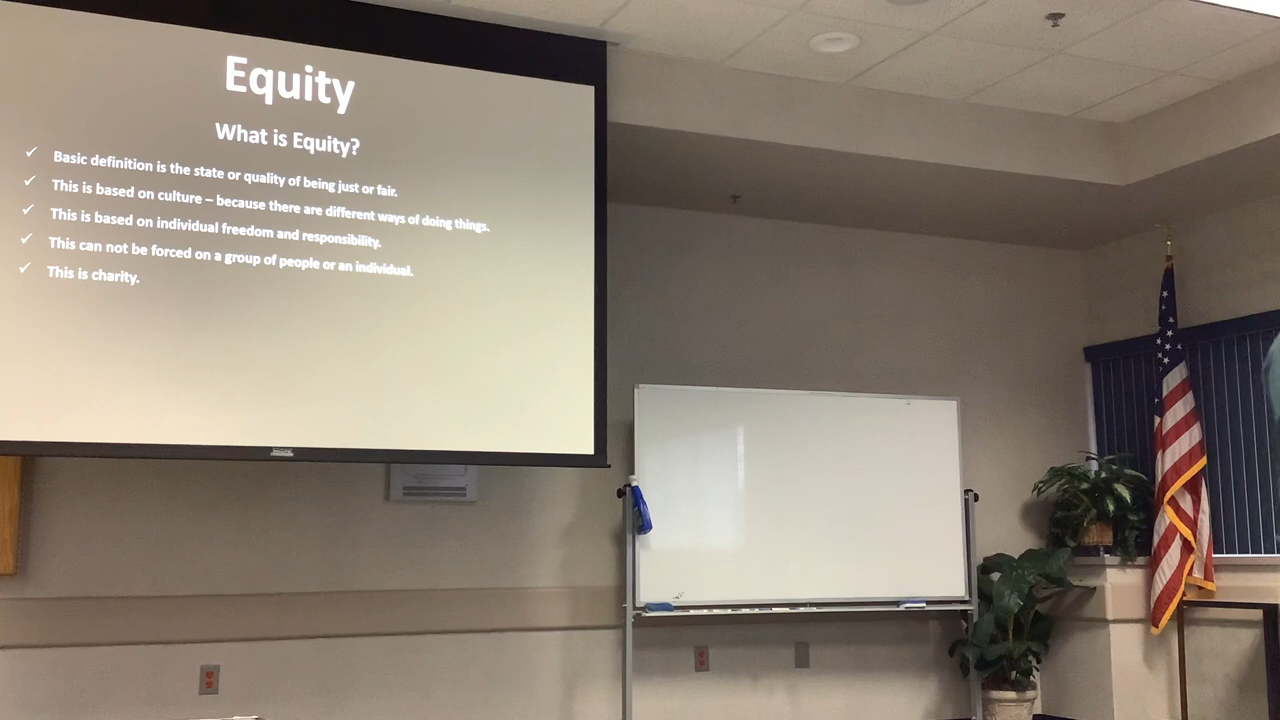 Equity
What is Equity?
✓ Basic definition is the state or quality of being just or fair.
✓ This is based on culture – because there are different ways of doing things.
✓ This is based on individual freedom and responsibility.
✓ This can not be forced on a group of people or an individual.
✓ This is charity.